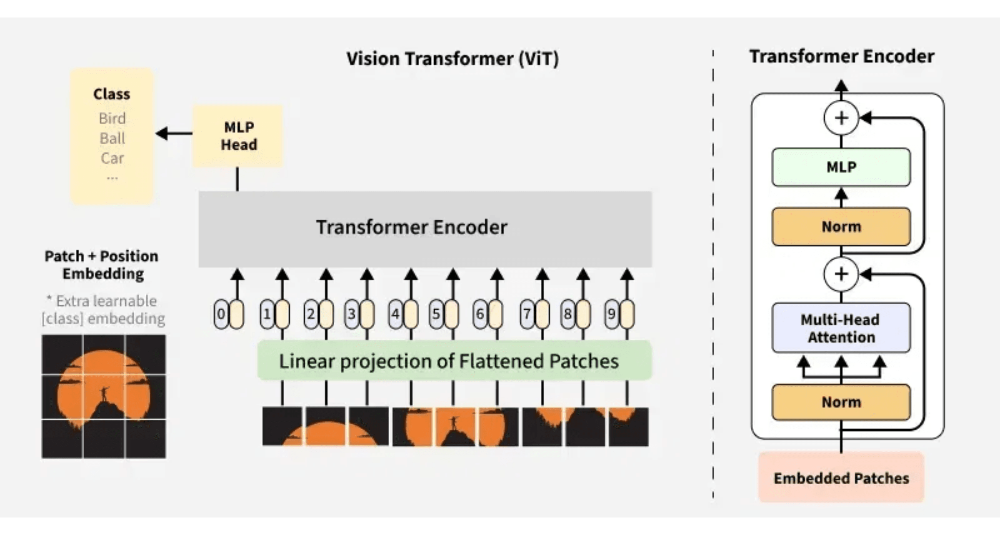 Vision Transformer (ViT)
Class
Bird
Ball
Car
...
MLP
Head
Transformer Encoder
Patch + Position
Embedding
* Extra learnable
[class] embedding
0 1 2 3 4 5 6 7 8 9
Linear projection of Flattened Patches
Transformer Encoder
+
MLP
Norm
+
Multi-Head
Attention
Norm
Embedded Patches